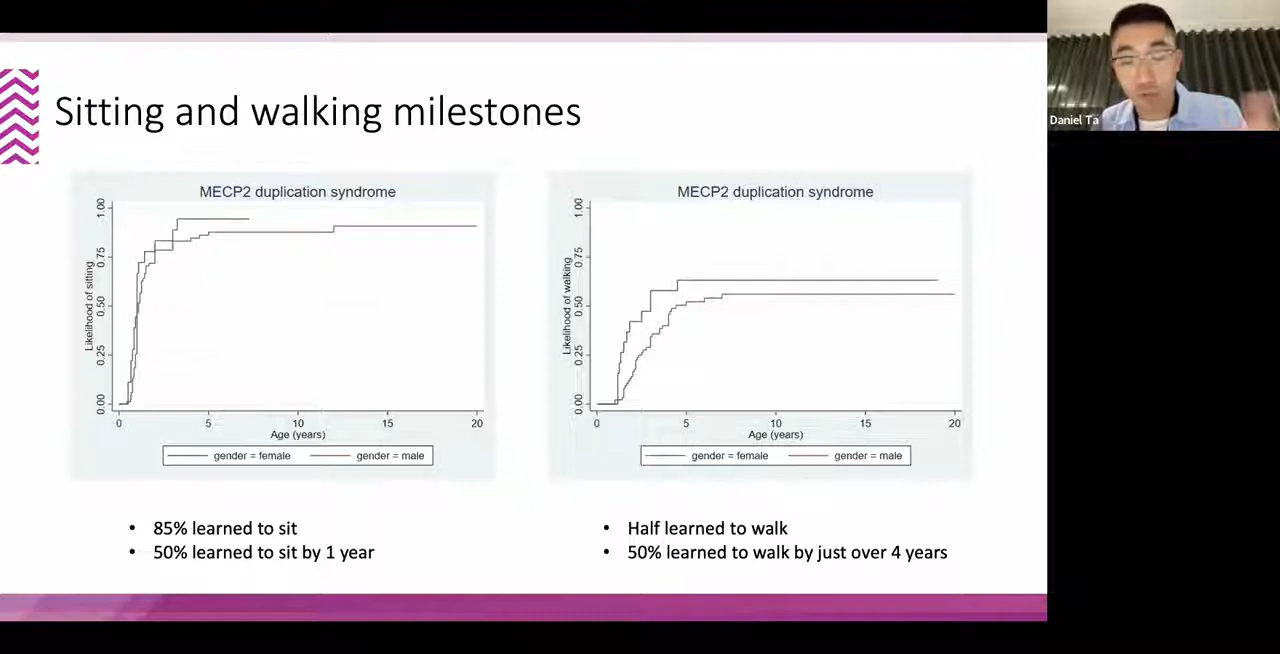 Sitting and walking milestones
Daniel Ta
MECP2 duplication syndrome
Likelihood of sitting
1.00
0.75
0.50
0.25
0.00
0 5 10 15 20
Age (years)
gender = female gender = male
MECP2 duplication syndrome
Likelihood of walking
1.00
0.75
0.50
0.25
0.00
0 5 10 15 20
Age (years)
gender = female gender = male
• 85% learned to sit
• 50% learned to sit by 1 year
• Half learned to walk
• 50% learned to walk by just over 4 years